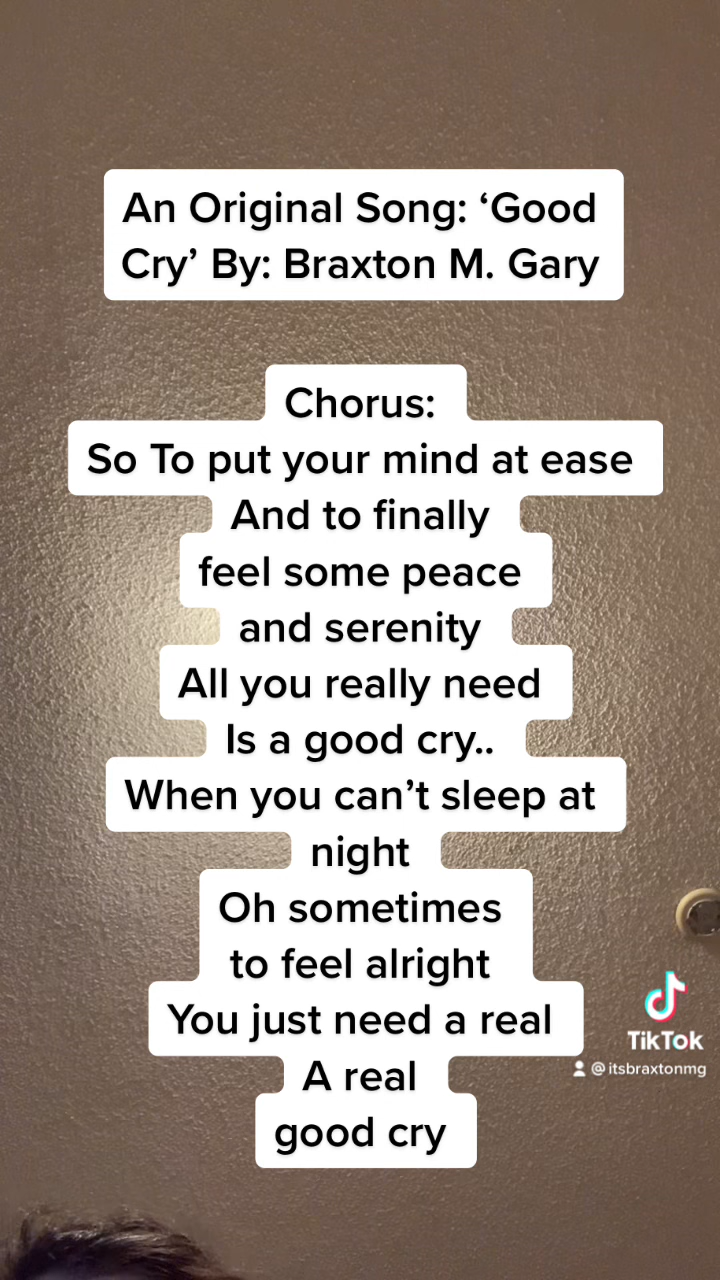 An Original Song: ‘Good
Cry’ By: Braxton M. Gary
Chorus:
So To put your mind at ease
And to finally
feel some peace
and serenity
All you really need
Is a good cry..
When you can’t sleep at
night
Oh sometimes
to feel alright
You just need a real
A real
good cry
TikTok
@itsbraxtonmg